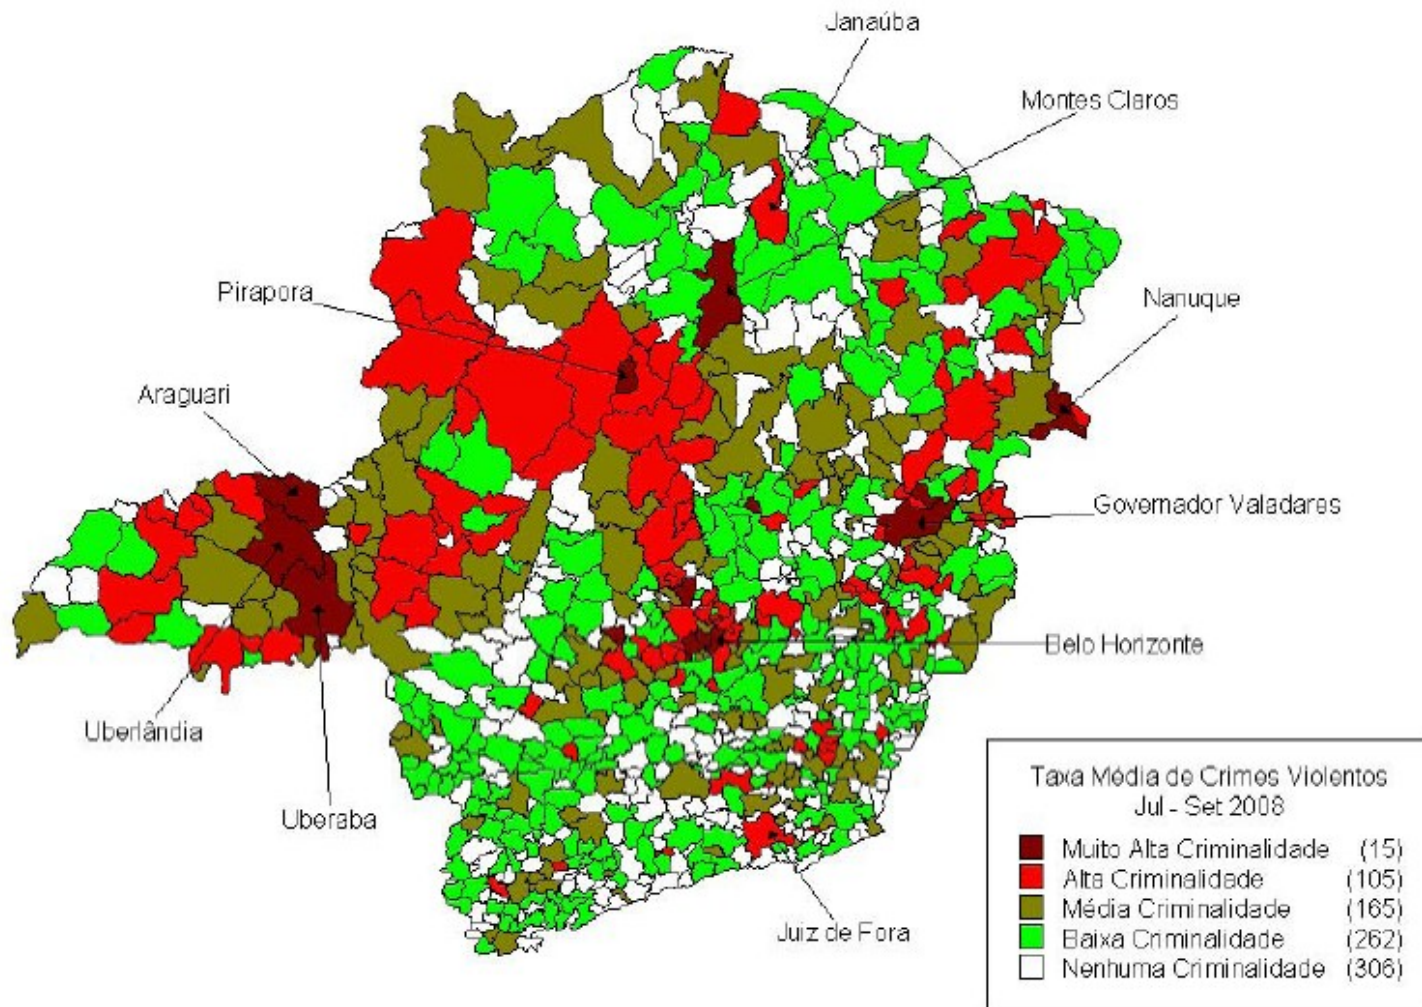 Janaúba
Montes Claros
Pirapora
Nanuque
Araguari
Governador Valadares
Belo Horizonte
Uberlândia
Uberaba
Juiz de Fora
Taxa Média de Crimes Violentos
Jul - Set 2008
Muito Alta Criminalidade (15)
Alta Criminalidade (105)
Média Criminalidade (165)
Baixa Criminalidade (262)
Nenhuma Criminalidade (306)